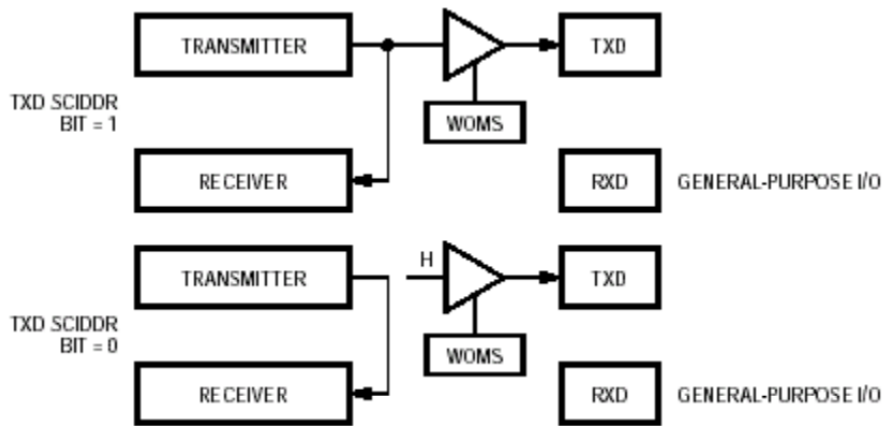 TRANSMITTER
TXD
TXD SCIDDR
BIT = 1
WOMS
RECEIVER
RXD
GENERAL-PURPOSE I/O
TRANSMITTER
H
TXD
TXD SCIDDR
BIT = 0
WOMS
RECEIVER
RXD
GENERAL-PURPOSE I/O